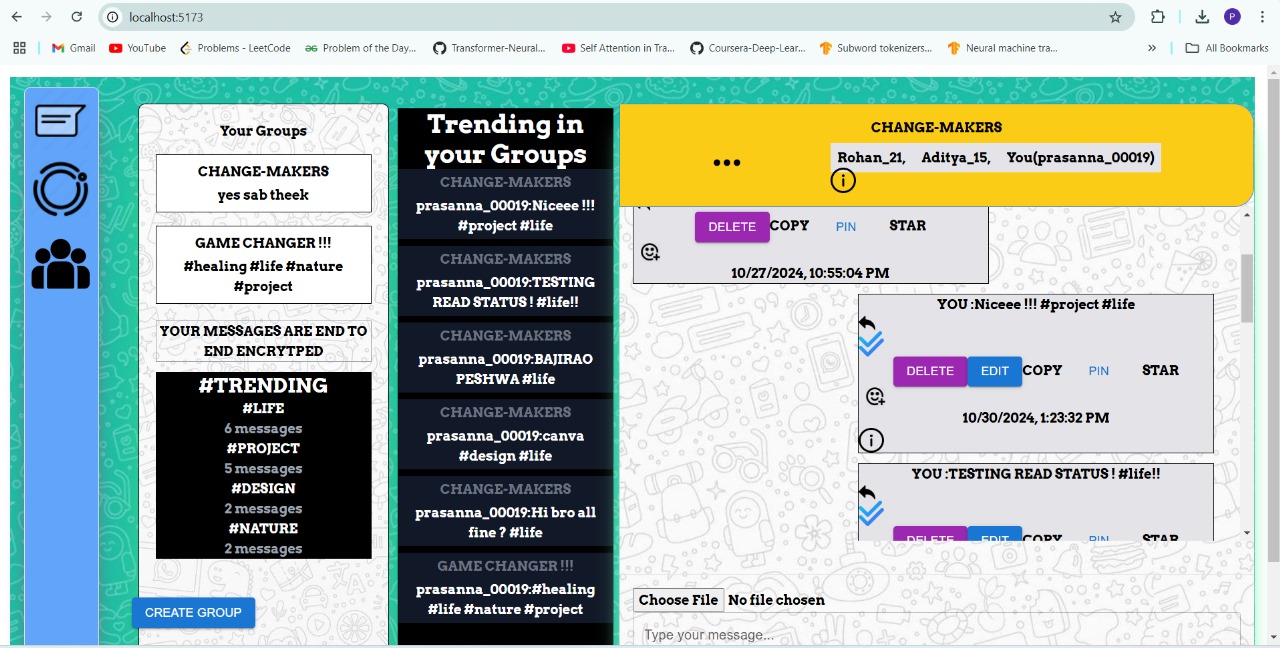 localhost:5173
P
Gmail
YouTube
Problems - LeetCode
Problem of the Day...
Transformer-Neural...
Self Attention in Tra...
Coursera-Deep-Lear...
Subword tokenizers...
Neural machine tra...
»
All Bookmarks
Your Groups
CHANGE-MAKERS
yes sab theek
GAME CHANGER !!!
#healing #life #nature
#project
YOUR MESSAGES ARE END TO
END ENCRYTPED
#TRENDING
#LIFE
6 messages
#PROJECT
5 messages
#DESIGN
2 messages
#NATURE
2 messages
CREATE GROUP
Trending in
your Groups
CHANGE-MAKERS
prasanna_00019:Niceee !!!
#project #life
CHANGE-MAKERS
prasanna_00019:TESTING
READ STATUS ! #life!!
CHANGE-MAKERS
prasanna_00019:BAJIRAO
PESHWA #life
CHANGE-MAKERS
prasanna_00019:canva
#design #life
CHANGE-MAKERS
prasanna_00019:Hi bro all
fine ? #life
GAME CHANGER !!!
prasanna_00019:#healing
#life #nature #project
CHANGE-MAKERS
Rohan_21, Aditya_15, You(prasanna_00019)
DELETE COPY PIN STAR
10/27/2024, 10:55:04 PM
YOU :Niceee !!! #project #life
DELETE EDIT COPY PIN STAR
10/30/2024, 1:23:32 PM
YOU :TESTING READ STATUS ! #life!!
DELETE EDIT COPY PIN STAR
Choose File No file chosen
Type your message...